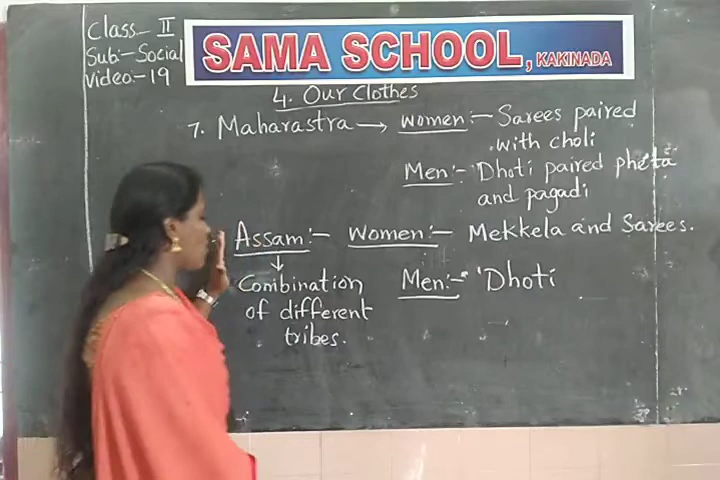 Class- II
Sub:- Social
Video:- 19
SAMA SCHOOL, KAKINADA
4. Our Clothes
7. Maharastra → women:- Sarees paired
with choli
Men:- Dhoti paired pheta
and pagadi
Assam:- women:- Mekkela and Sarees.
↓
Combination
of different
tribes.
Men:- Dhoti